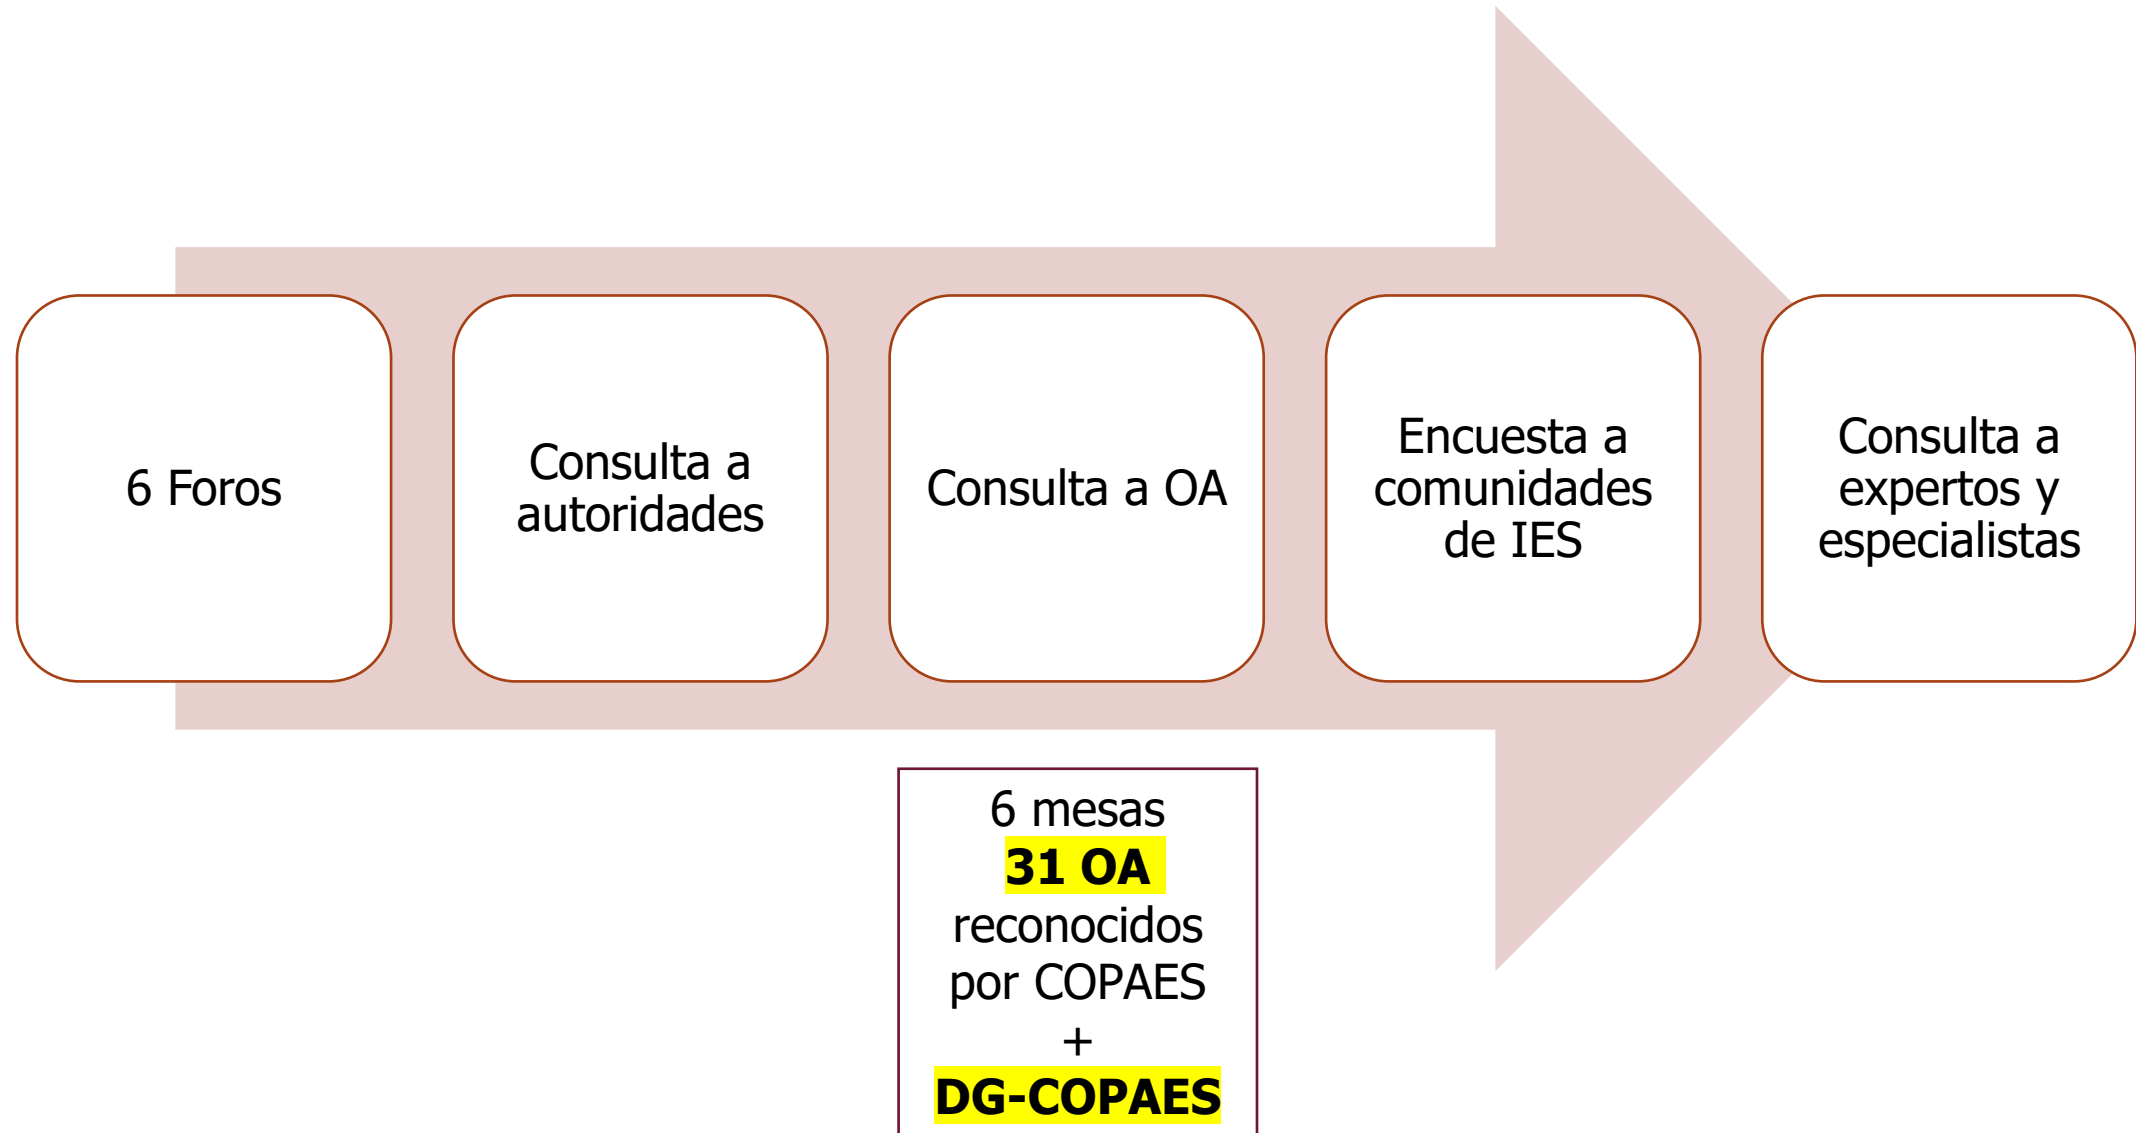 6 Foros
Consulta a
autoridades
Consulta a OA
Encuesta a
comunidades
de IES
Consulta a
expertos y
especialistas
6 mesas
31 OA
reconocidos
por COPAES
+
DG-COPAES